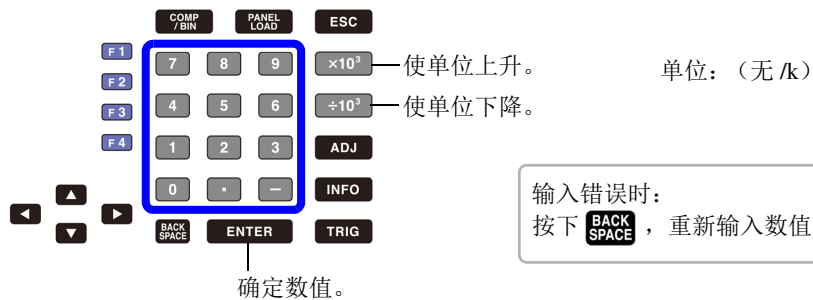 COMP
/BIN
PANEL
LOAD
ESC
F1
F2
F3
F4
7 8 9
×10³
使单位上升。
单位：（无 /k）
4 5 6
÷10³
使单位下降。
1 2 3
ADJ
0 . −
INFO
BACK
SPACE
ENTER
TRIG
确定数值。
输入错误时：
按下 BACK SPACE ，重新输入数值